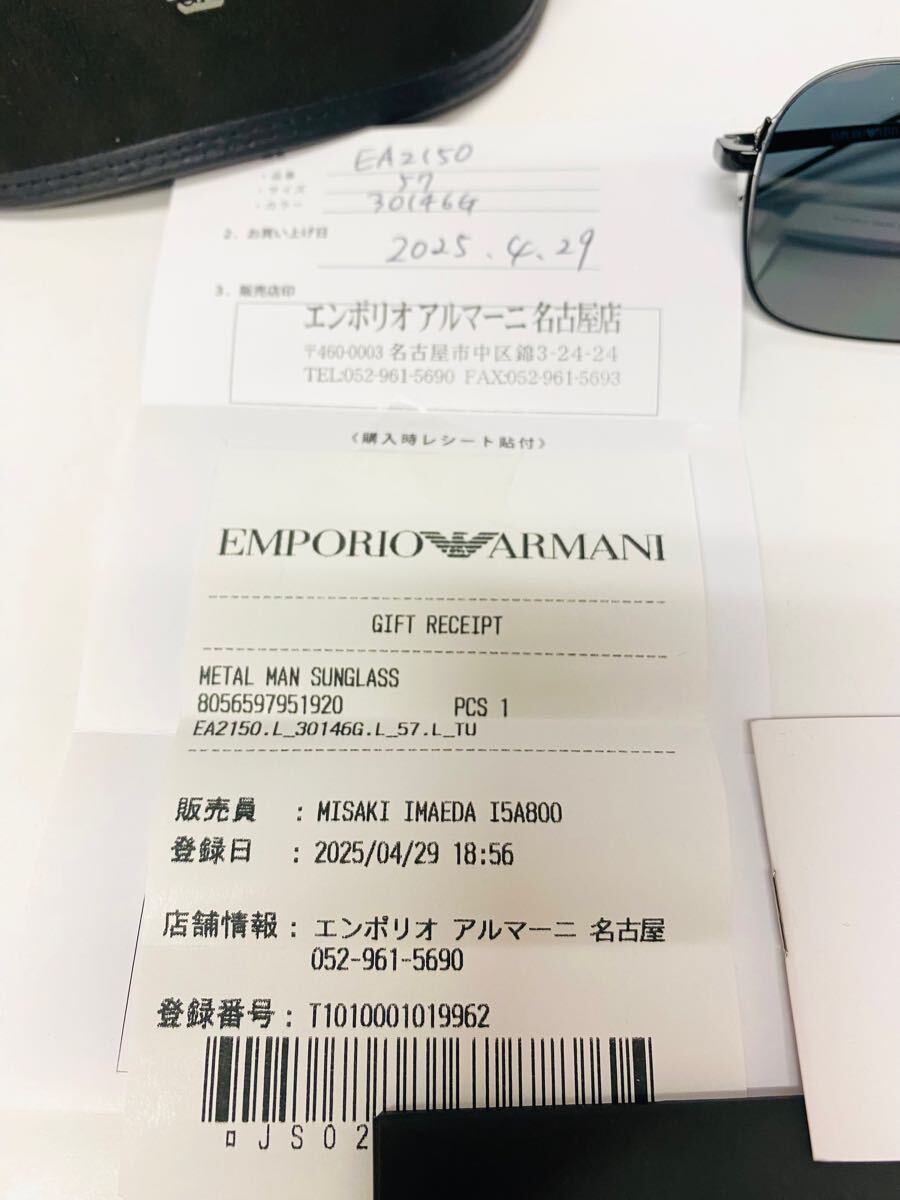 ・品番 EA2150
・サイズ 57
・カラー 30146G
2、お買い上げ日 2025.4.29
3、販売店印
エンポリオ アルマーニ 名古屋店
〒460-0003 名古屋市中区錦3-24-24
TEL:052-961-5690 FAX:052-961-5693
《購入時レシート貼付》
EMPORIO ARMANI
GIFT RECEIPT
METAL MAN SUNGLASS
8056597951920 PCS 1
EA2150.L_30146G.L_57.L_TU
販売員 : MISAKI IMAEDA I5A800
登録日 : 2025/04/29 18:56
店舗情報 : エンポリオ アルマーニ 名古屋
052-961-5690
登録番号 : T1010001019962
JS02